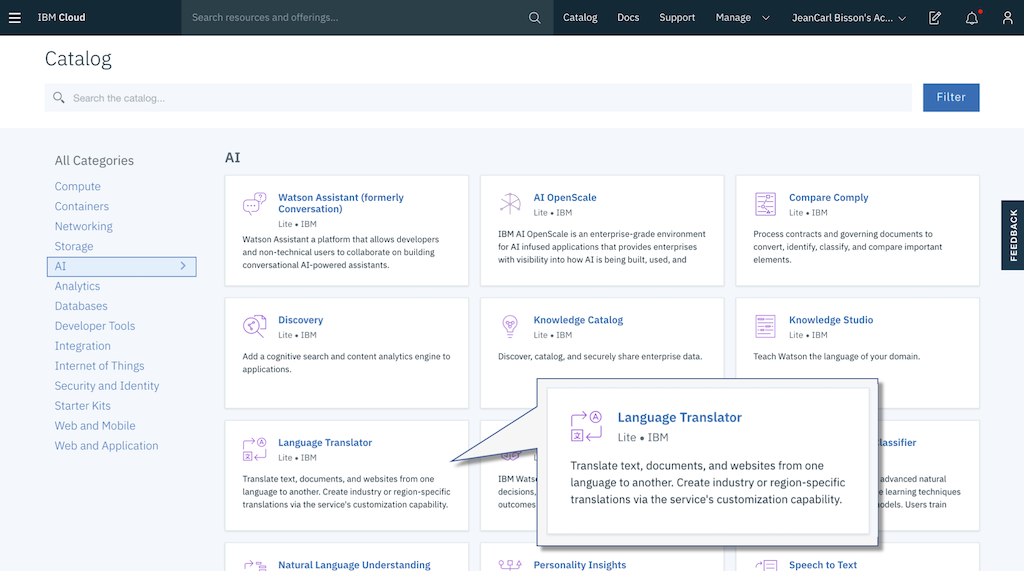 IBM Cloud
Search resources and offerings...
Catalog
Docs
Support
Manage
JeanCarl Bisson's Ac...
Catalog
Search the catalog...
Filter
All Categories
Compute
Containers
Networking
Storage
AI
Analytics
Databases
Developer Tools
Integration
Internet of Things
Security and Identity
Starter Kits
Web and Mobile
Web and Application
AI
Watson Assistant (formerly
Conversation)
Lite • IBM
Watson Assistant a platform that allows developers
and non-technical users to collaborate on building
conversational AI-powered assistants.
AI OpenScale
Lite • IBM
IBM AI OpenScale is an enterprise-grade environment
for AI infused applications that provides enterprises
with visibility into how AI is being built, used, and
Compare Comply
Lite • IBM
Process contracts and governing documents to
convert, identify, classify, and compare important
elements.
Discovery
Lite • IBM
Add a cognitive search and content analytics engine to
applications.
Knowledge Catalog
Lite • IBM
Discover, catalog, and securely share enterprise data.
Knowledge Studio
Lite • IBM
Teach Watson the language of your domain.
Language Translator
Lite • IBM
Translate text, documents, and websites from one
language to another. Create industry or region-specific
translations via the service's customization capability.
IBM
decisions,
outcomes
Language Translator
Lite • IBM
Translate text, documents, and websites from one
language to another. Create industry or region-specific
translations via the service's customization capability.
advanced natural
learning techniques
Users train
Natural Language Understanding
Personality Insights
Speech to Text
FEEDBACK